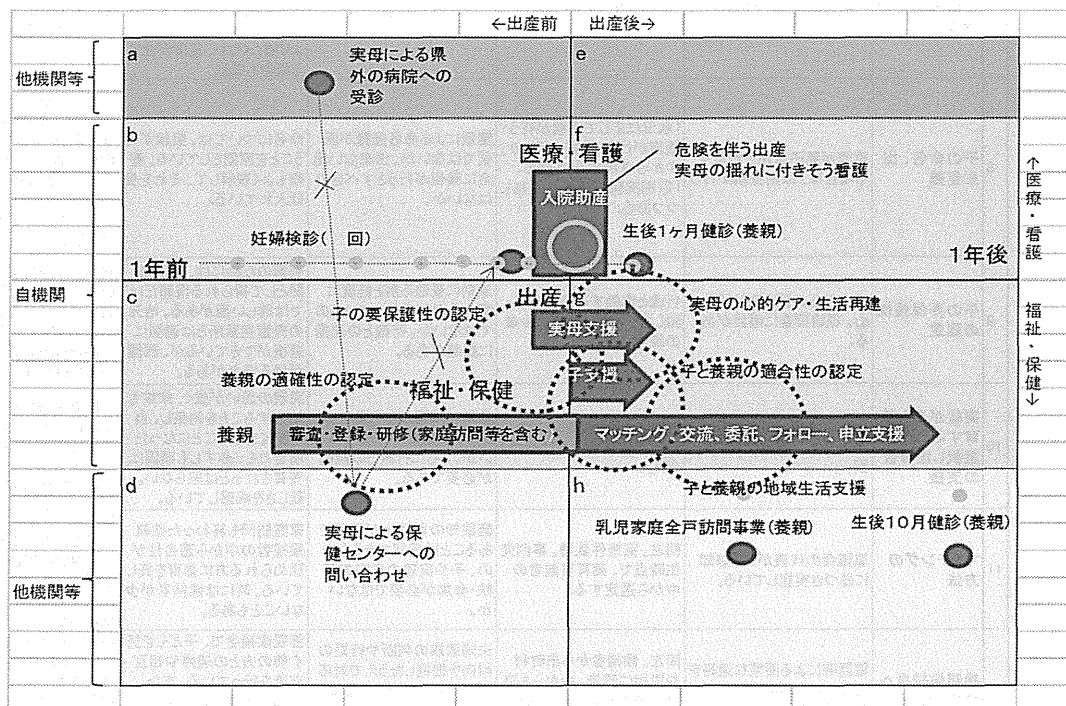 ←出産前 出産後→
他機関等
a
実母による県
外の病院への
受診
e
b
医療・看護
f
危険を伴う出産
実母の揺れに付きそう看護
入院助産
妊婦検診( 回)
生後1ヶ月健診(養親)
1年前
1年後
↑医療・看護
自機関
c
出産
g
子の要保護性の認定
実母支援
実母の心的ケア・生活再建
福祉・保健↓
子支援
養親の適確性の認定
福祉・保健
子と養親の適合性の認定
養親
審査・登録・研修(家庭訪問等を含む)
マッチング、交流、委託、フォロー、申立支援
d
h
子と養親の地域生活支援
実母による保
健センターへの
問い合わせ
乳児家庭全戸訪問事業(養親)
生後10月健診(養親)
他機関等